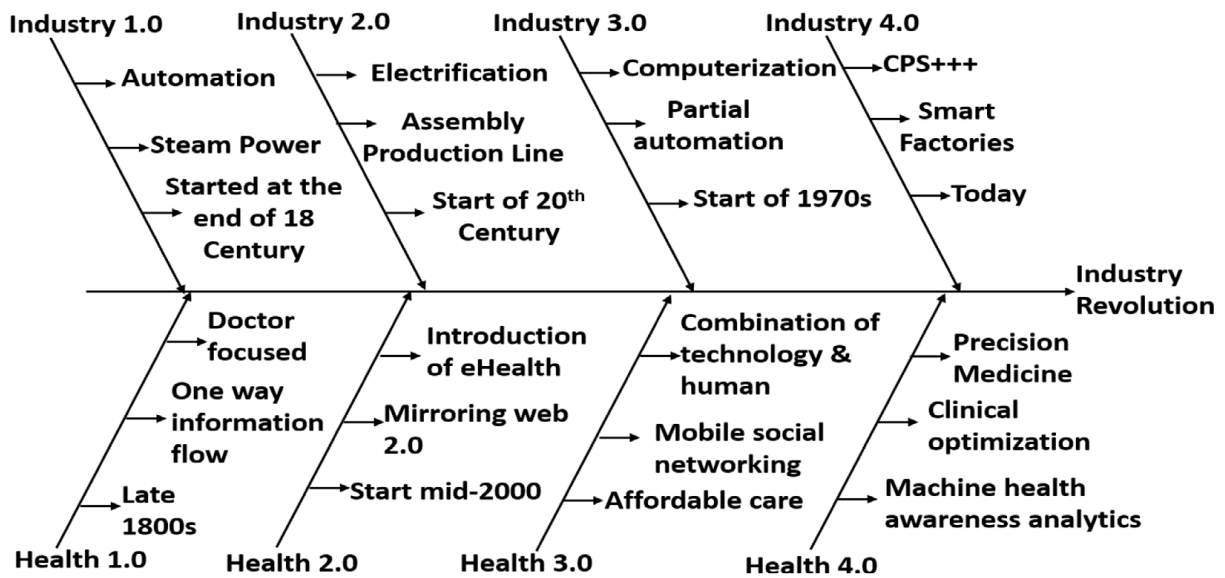 Industry 1.0
Automation
Steam Power
Started at the
end of 18
Century
Industry 2.0
Electrification
Assembly
Production Line
Start of 20th
Century
Industry 3.0
Computerization
Partial
automation
Start of 1970s
Industry 4.0
CPS+++
Smart
Factories
Today
Industry
Revolution
Doctor
focused
One way
information
flow
Late
1800s
Health 1.0
Introduction
of eHealth
Mirroring web
2.0
Start mid-2000
Health 2.0
Combination of
technology &
human
Mobile social
networking
Affordable care
Health 3.0
Precision
Medicine
Clinical
optimization
Machine health
awareness analytics
Health 4.0